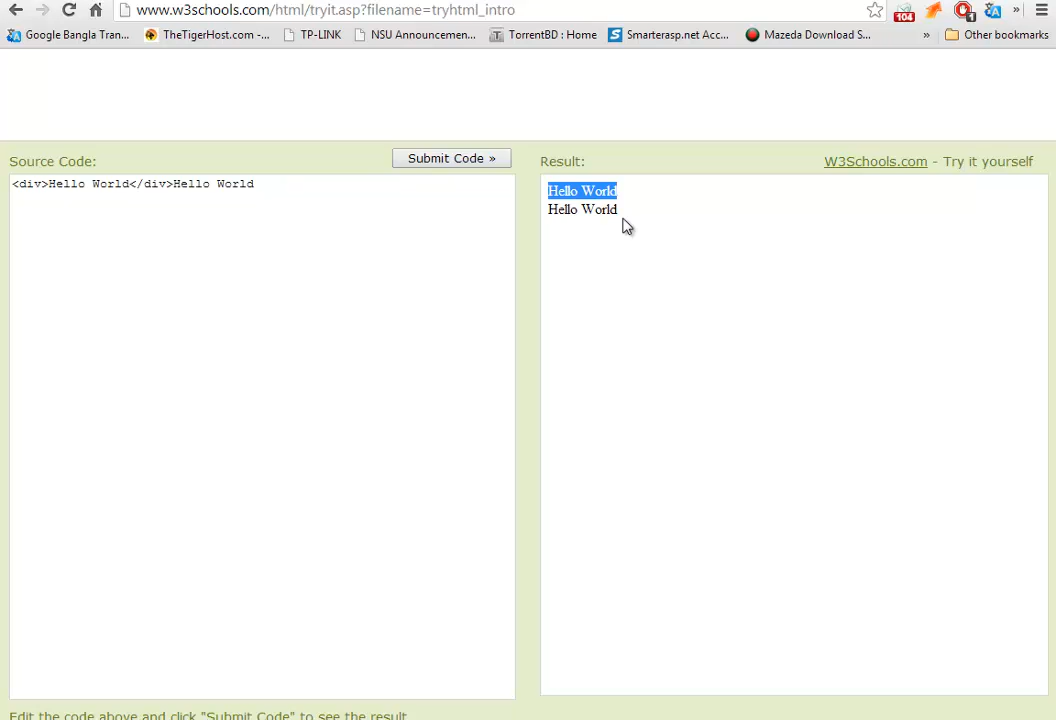 www.w3schools.com/html/tryit.asp?filename=tryhtml_intro
104
1
»
Google Bangla Tran... TheTigerHost.com -... TP-LINK NSU Announcemen... TorrentBD : Home Smarterasp.net Acc... Mazeda Download S... » Other bookmarks
Source Code: Submit Code » Result: W3Schools.com - Try it yourself
<div>Hello World</div>Hello World
Hello World
Hello World
Edit the code above and click "Submit Code" to see the result.